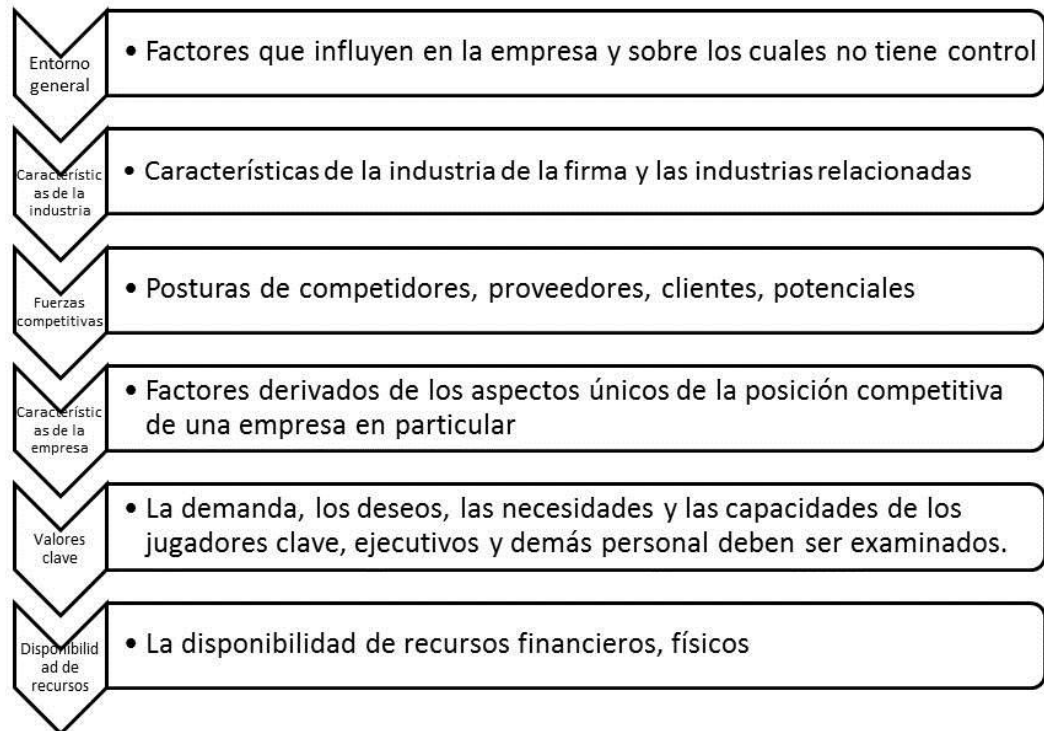 Entorno
general
• Factores que influyen en la empresa y sobre los cuales no tiene control
Característic
as de la
industria
• Características de la industria de la firma y las industrias relacionadas
Fuerzas
competitivas
• Posturas de competidores, proveedores, clientes, potenciales
Característic
as de la
empresa
• Factores derivados de los aspectos únicos de la posición competitiva
de una empresa en particular
Valores
clave
• La demanda, los deseos, las necesidades y las capacidades de los
jugadores clave, ejecutivos y demás personal deben ser examinados.
Disponibilid
ad de
recursos
• La disponibilidad de recursos financieros, físicos